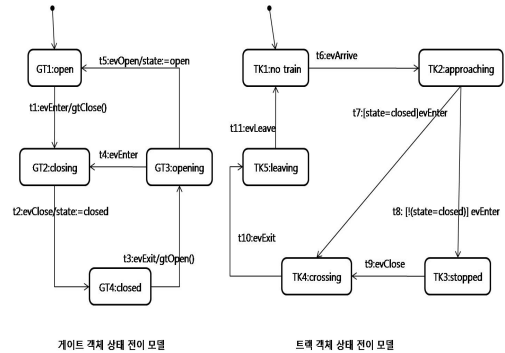 t5:evOpen/state:=open
GT1:open
t1:evEnter/gtClose()
t4:evEnter
GT2:closing
GT3:opening
t2:evClose/state:=closed
t3:evExit/gtOpen()
GT4:closed
게이트 객체 상태 전이 모델
t6:evArrive
TK1:no train
TK2:approaching
t7:[state=closed]evEnter
t11:evLeave
TK5:leaving
t8: [!(state=closed)] evEnter
t10:evExit
t9:evClose
TK4:crossing
TK3:stopped
트랙 객체 상태 전이 모델